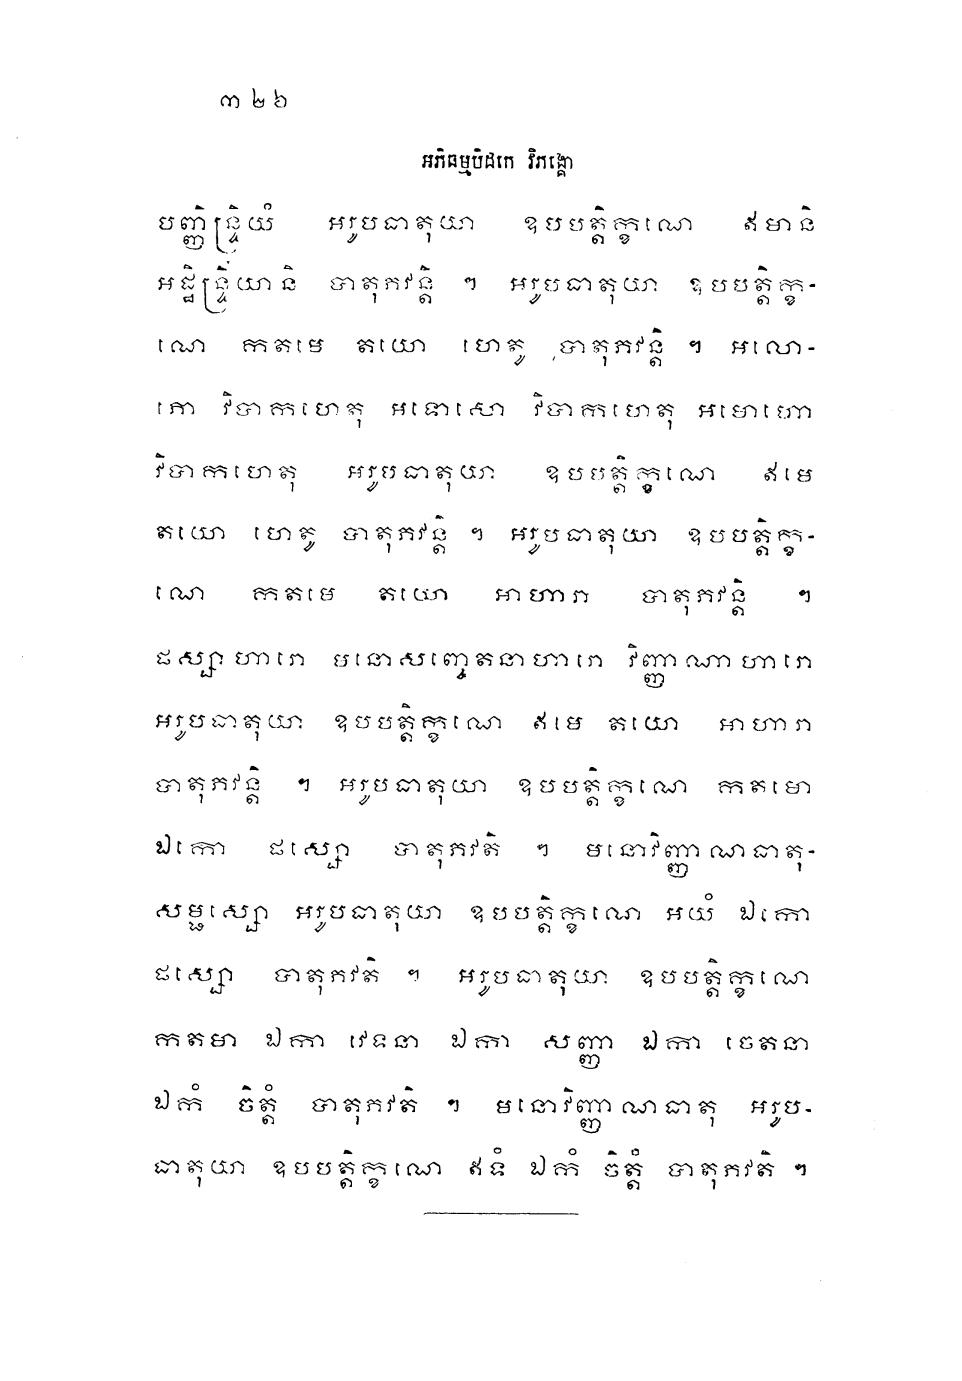 ៣២៦
អភិធម្មបិដកេ វិភង្គោ
បញ្ញិន្ទ្រិយំ អរូបធាតុយា ឧបបត្តិក្ខណេ ឥមានិ
អដ្ឋិន្ទ្រិយានិ បាតុភវន្តិ ។ អរូបធាតុយា ឧបបត្តិក្ខ-
ណេ កតមេ តយោ ហេតូ បាតុភវន្តិ ។ អលោ-
ភោ វិបាកហេតុ អទោសោ វិបាកហេតុ អមោហោ
វិបាកហេតុ អរូបធាតុយា ឧបបត្តិក្ខណេ ឥមេ
តយោ ហេតូ បាតុភវន្តិ ។ អរូបធាតុយា ឧបបត្តិក្ខ-
ណេ កតមេ តយោ អាហារា បាតុភវន្តិ ។
ផស្សាហារោ មនោសញ្ចេតនាហារោ វិញ្ញាណាហារោ
អរូបធាតុយា ឧបបត្តិក្ខណេ ឥមេ តយោ អាហារា
បាតុភវន្តិ ។ អរូបធាតុយា ឧបបត្តិក្ខណេ កតមោ
ឯកោ ផស្សោ បាតុភវតិ ។ មនោវិញ្ញាណធាតុ-
សម្ផស្សោ អរូបធាតុយា ឧបបត្តិក្ខណេ អយំ ឯកោ
ផស្សោ បាតុភវតិ ។ អរូបធាតុយា ឧបបត្តិក្ខណេ
កតមា ឯកា វេទនា ឯកា សញ្ញា ឯកា ចេតនា
ឯកំ ចិត្តំ បាតុភវតិ ។ មនោវិញ្ញាណធាតុ អរូប-
ធាតុយា ឧបបត្តិក្ខណេ ឥទំ ឯកំ ចិត្តំ បាតុភវតិ ។